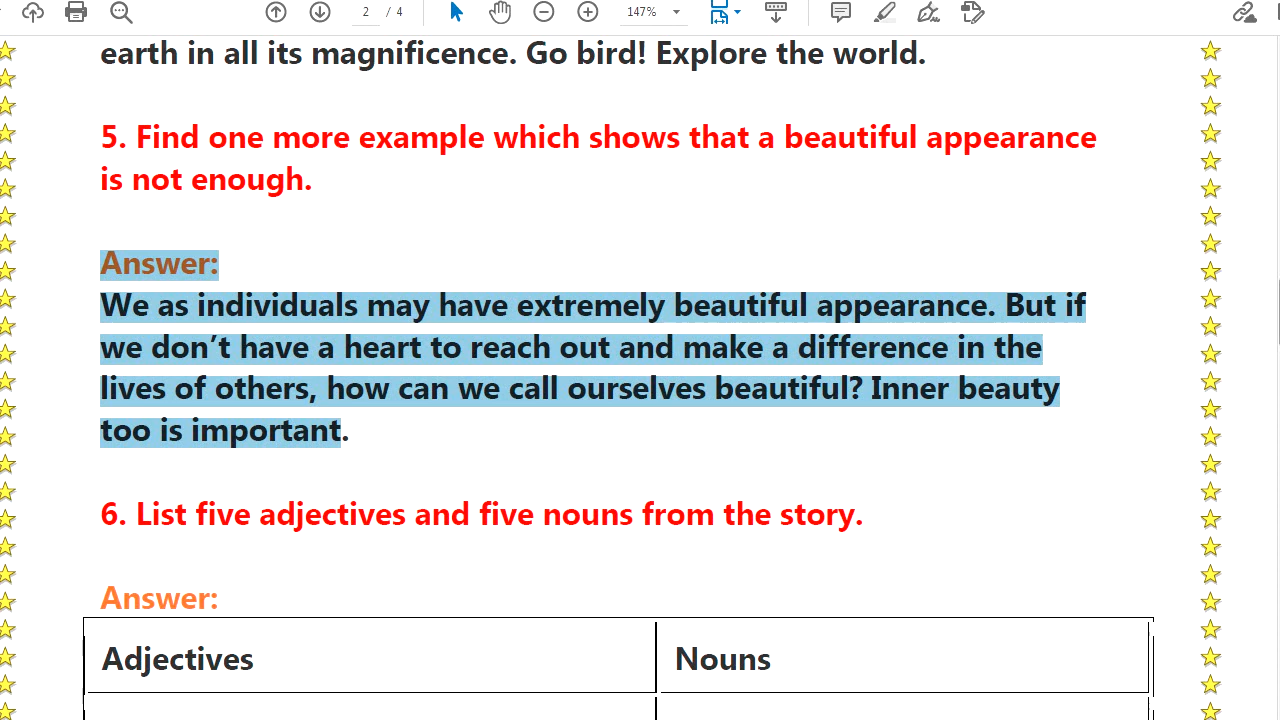 2 / 4 147%
earth in all its magnificence. Go bird! Explore the world.
5. Find one more example which shows that a beautiful appearance
is not enough.
Answer:
We as individuals may have extremely beautiful appearance. But if
we don’t have a heart to reach out and make a difference in the
lives of others, how can we call ourselves beautiful? Inner beauty
too is important.
6. List five adjectives and five nouns from the story.
Answer:
Adjectives Nouns